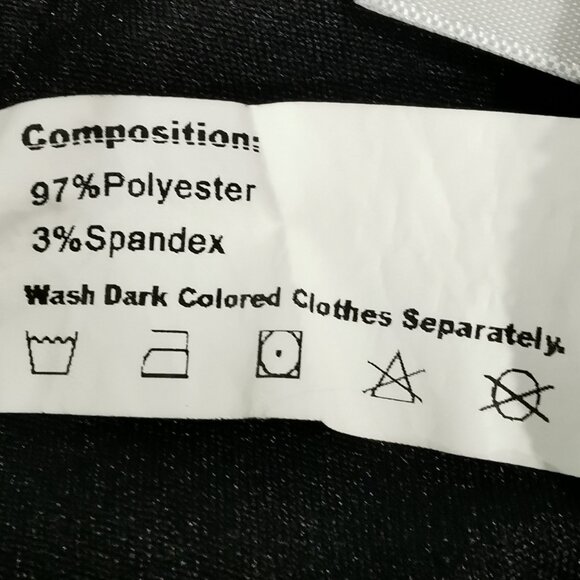 Composition:
97%Polyester
3%Spandex
Wash Dark Colored Clothes Separately.